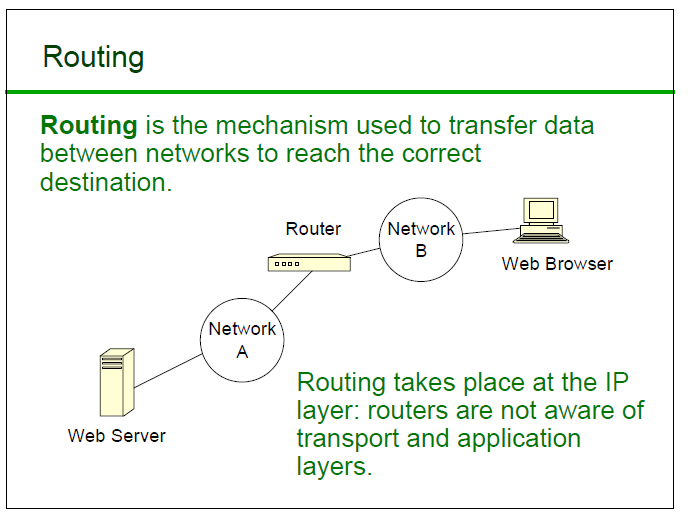 Routing
Routing is the mechanism used to transfer data
between networks to reach the correct
destination.
Router
Network
B
Web Browser
Network
A
Web Server
Routing takes place at the IP
layer: routers are not aware of
transport and application
layers.